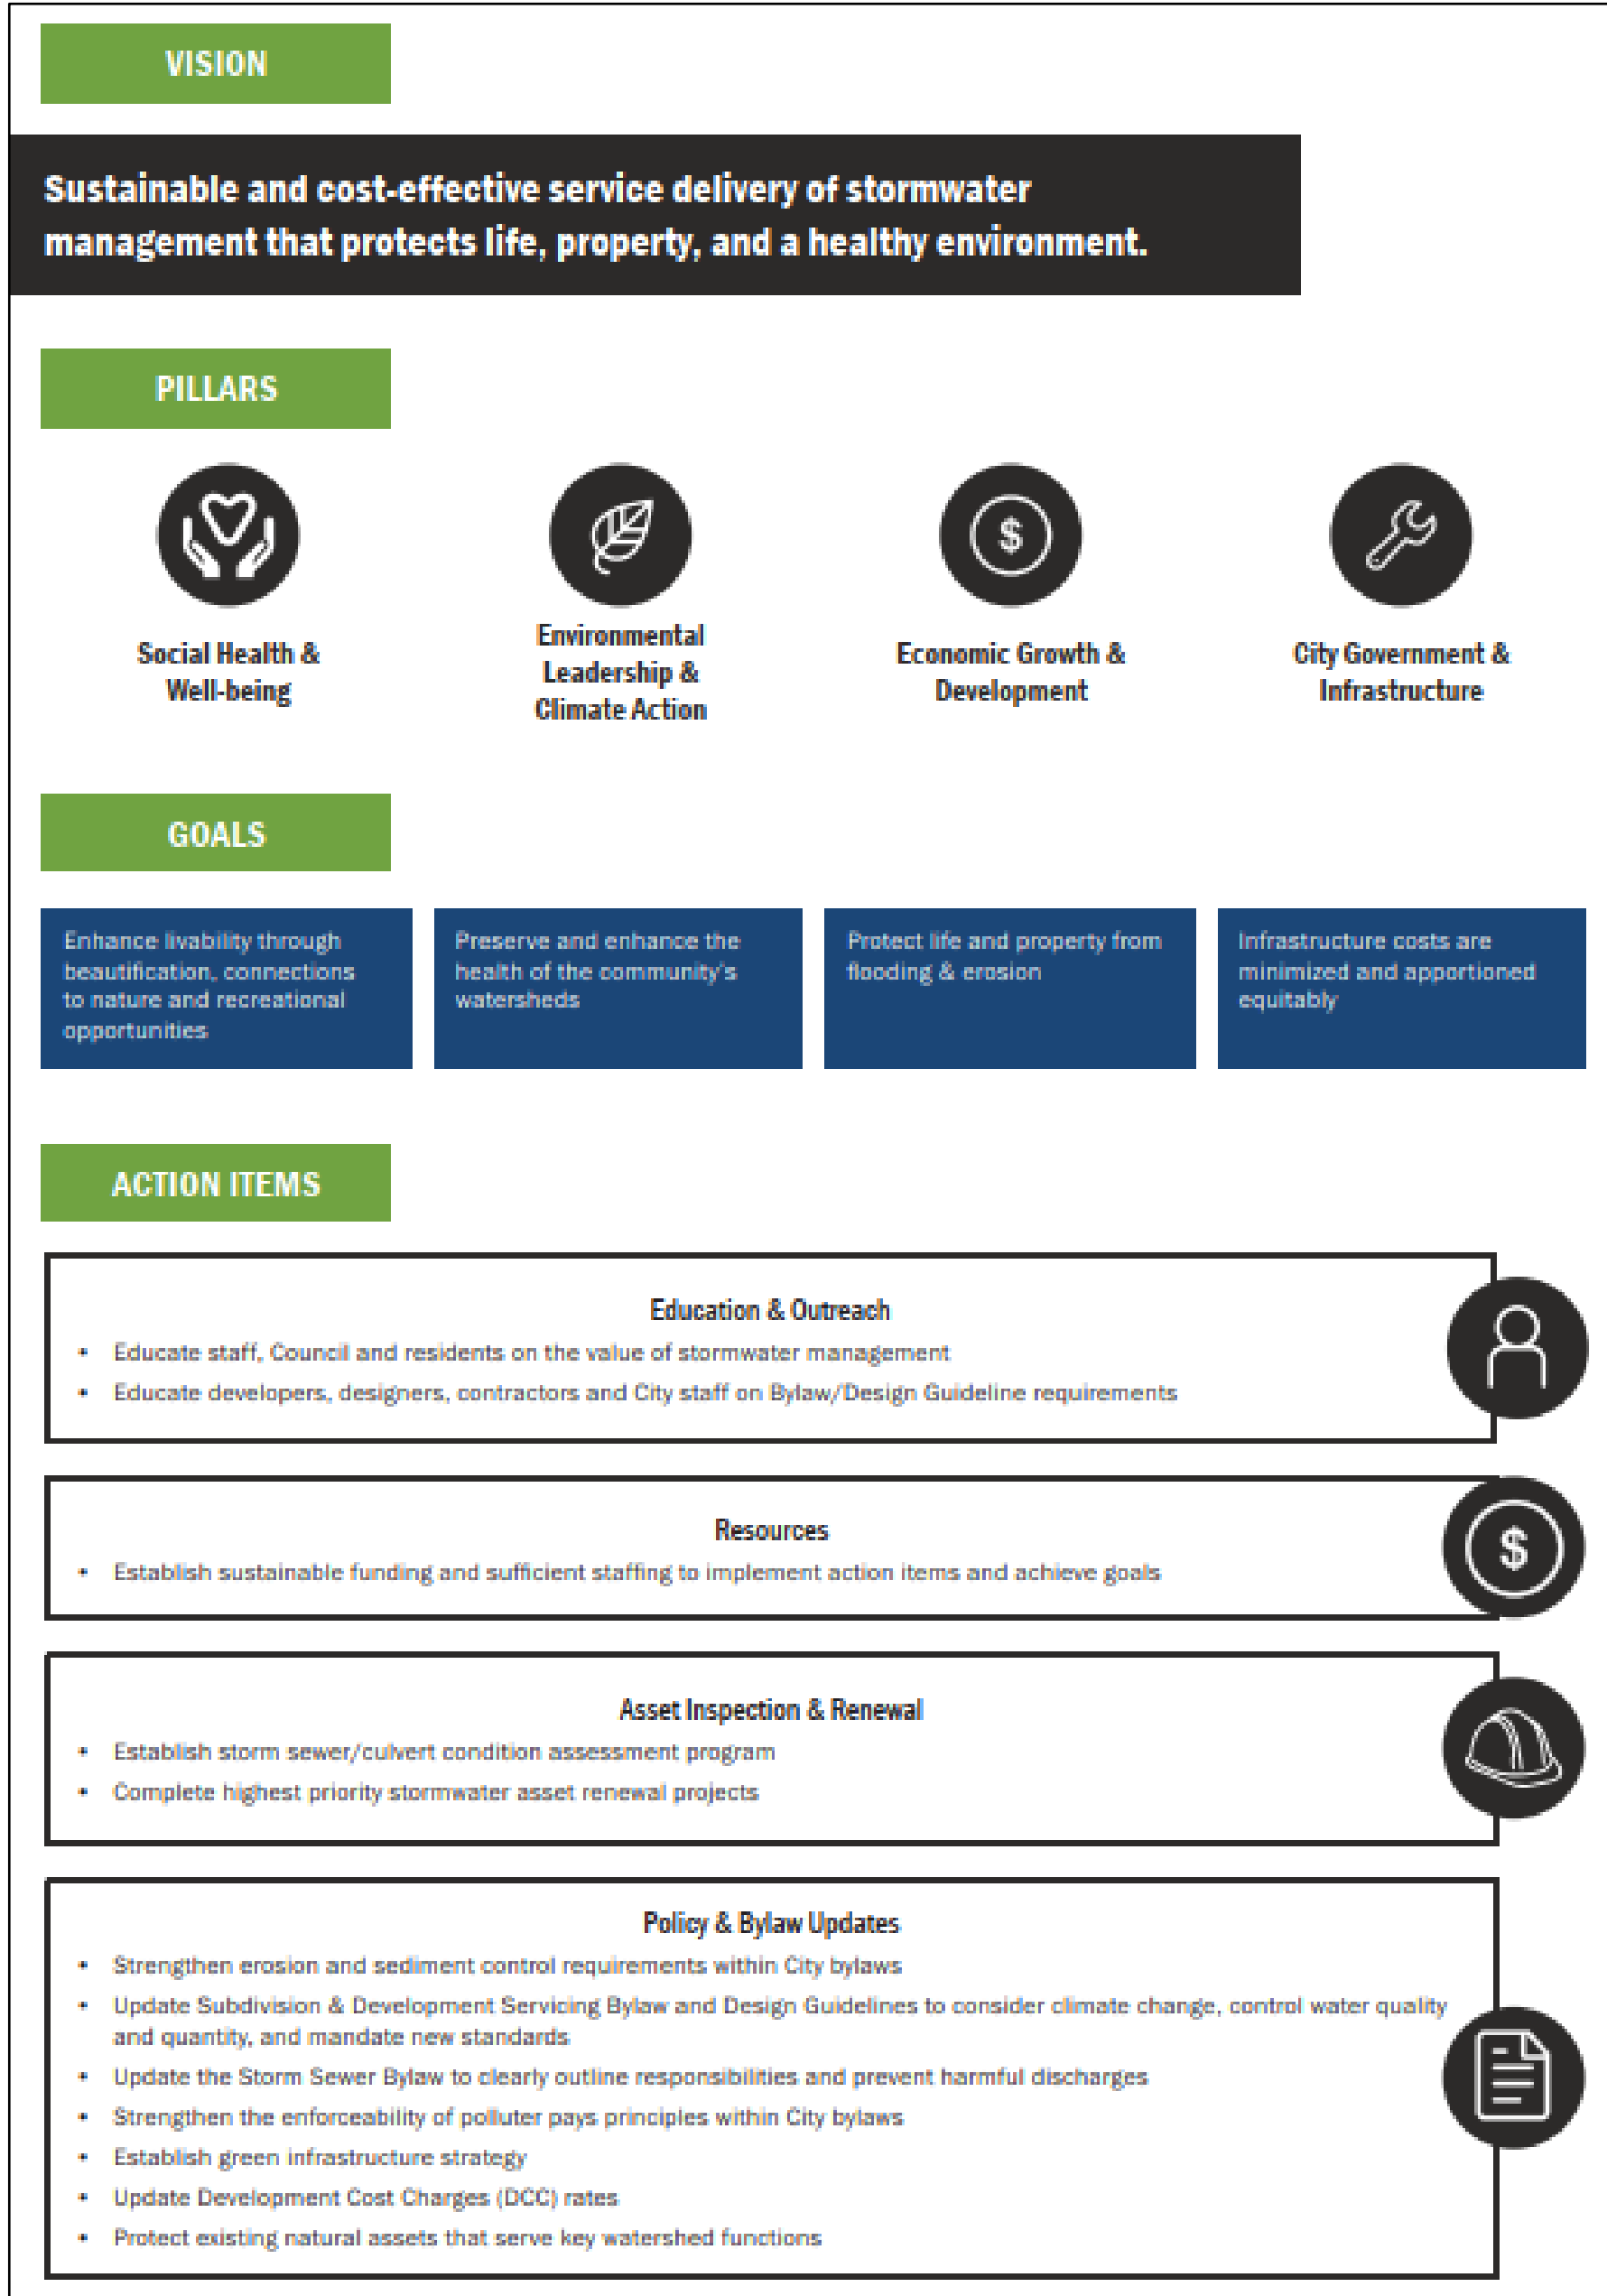 VISION
Sustainable and cost-effective service delivery of stormwater
management that protects life, property, and a healthy environment.
PILLARS
Social Health &
Well-being
Environmental
Leadership &
Climate Action
$
Economic Growth &
Development
City Government &
Infrastructure
GOALS
Enhance livability through
beautification, connections
to nature and recreational
opportunities
Preserve and enhance the
health of the community's
watersheds
Protect life and property from
flooding & erosion
Infrastructure costs are
minimized and apportioned
equitably
ACTION ITEMS
Education & Outreach
• Educate staff, Council and residents on the value of stormwater management
• Educate developers, designers, contractors and City staff on Bylaw/Design Guideline requirements
Resources
• Establish sustainable funding and sufficient staffing to implement action items and achieve goals
$
Asset Inspection & Renewal
• Establish storm sewer/culvert condition assessment program
• Complete highest priority stormwater asset renewal projects
Policy & Bylaw Updates
• Strengthen erosion and sediment control requirements within City bylaws
• Update Subdivision & Development Servicing Bylaw and Design Guidelines to consider climate change, control water quality
and quantity, and mandate new standards
• Update the Storm Sewer Bylaw to clearly outline responsibilities and prevent harmful discharges
• Strengthen the enforceability of polluter pays principles within City bylaws
• Establish green infrastructure strategy
• Update Development Cost Charges (DCC) rates
• Protect existing natural assets that serve key watershed functions